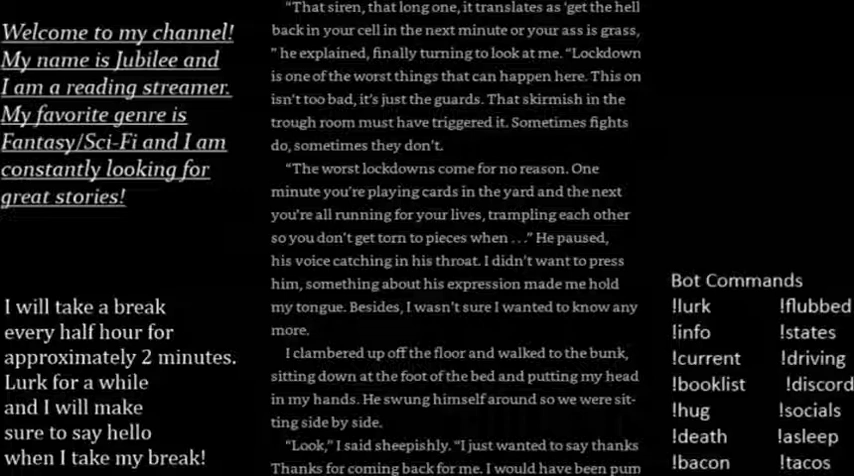 Welcome to my channel!
My name is Jubilee and
I am a reading streamer.
My favorite genre is
Fantasy/Sci-Fi and I am
constantly looking for
great stories!
I will take a break
every half hour for
approximately 2 minutes.
Lurk for a while
and I will make
sure to say hello
when I take my break!
“That siren, that long one, it translates as ‘get the hell
back in your cell in the next minute or your ass is grass,
” he explained, finally turning to look at me. “Lockdown
is one of the worst things that can happen here. This on
isn’t too bad, it’s just the guards. That skirmish in the
trough room must have triggered it. Sometimes fights
do, sometimes they don’t.
“The worst lockdowns come for no reason. One
minute you’re playing cards in the yard and the next
you’re all running for your lives, trampling each other
so you don’t get torn to pieces when . . .” He paused,
his voice catching in his throat. I didn’t want to press
him, something about his expression made me hold
my tongue. Besides, I wasn’t sure I wanted to know any
more.
I clambered up off the floor and walked to the bunk,
sitting down at the foot of the bed and putting my head
in my hands. He swung himself around so we were sit-
ting side by side.
“Look,” I said sheepishly. “I just wanted to say thanks
Thanks for coming back for me. I would have been pum
Bot Commands
!lurk !flubbed
!info !states
!current !driving
!booklist !discord
!hug !socials
!death !asleep
!bacon !tacos